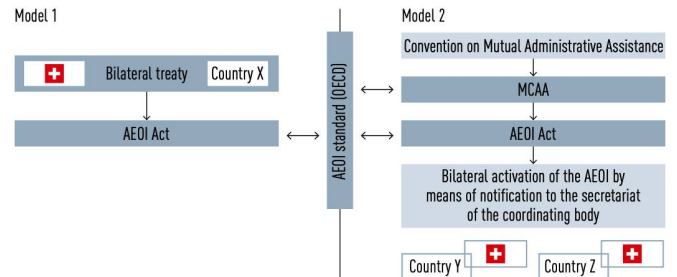 Model 1
Bilateral treaty
Country X
AEOI Act
AEOI standard (OECD)
Model 2
Convention on Mutual Administrative Assistance
MCAA
AEOI Act
Bilateral activation of the AEOI by
means of notification to the secretariat
of the coordinating body
Country Y
Country Z